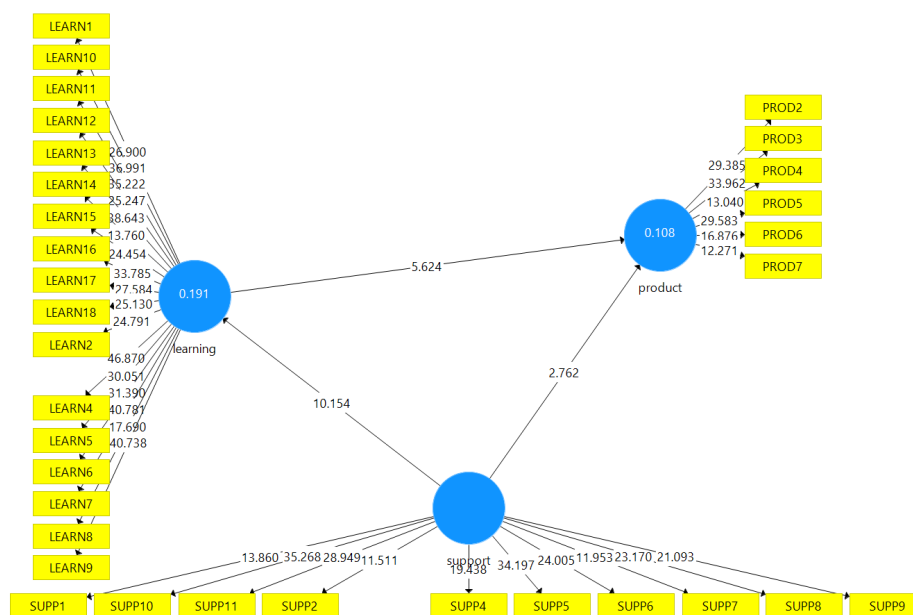 LEARN1
LEARN10
LEARN11
LEARN12
LEARN13
LEARN14
LEARN15
LEARN16
LEARN17
LEARN18
LEARN2
LEARN4
LEARN5
LEARN6
LEARN7
LEARN8
LEARN9
26.900
36.991
35.222
25.247
38.643
13.760
24.454
33.785
27.584
25.130
24.791
46.870
30.051
31.390
40.781
17.690
40.738
0.191
learning
5.624
10.154
2.762
0.108
product
29.385
33.962
13.040
29.583
16.876
12.271
PROD2
PROD3
PROD4
PROD5
PROD6
PROD7
support
13.860
35.268
28.949
11.511
19.438
34.197
24.005
11.953
23.170
21.093
SUPP1
SUPP10
SUPP11
SUPP2
SUPP4
SUPP5
SUPP6
SUPP7
SUPP8
SUPP9